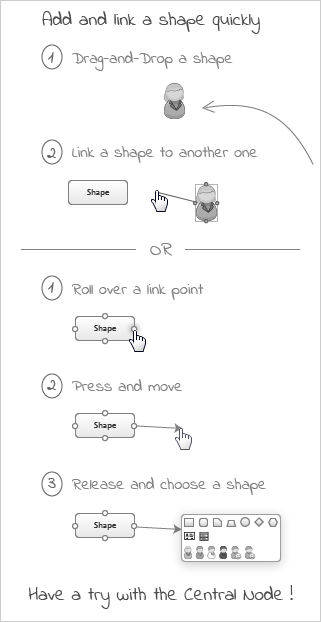 Add and link a shape quickly
1 Drag-and-Drop a shape
2 Link a shape to another one
Shape
OR
1 Roll over a link point
Shape
2 Press and move
Shape
3 Release and choose a shape
Shape
Have a try with the Central Node !